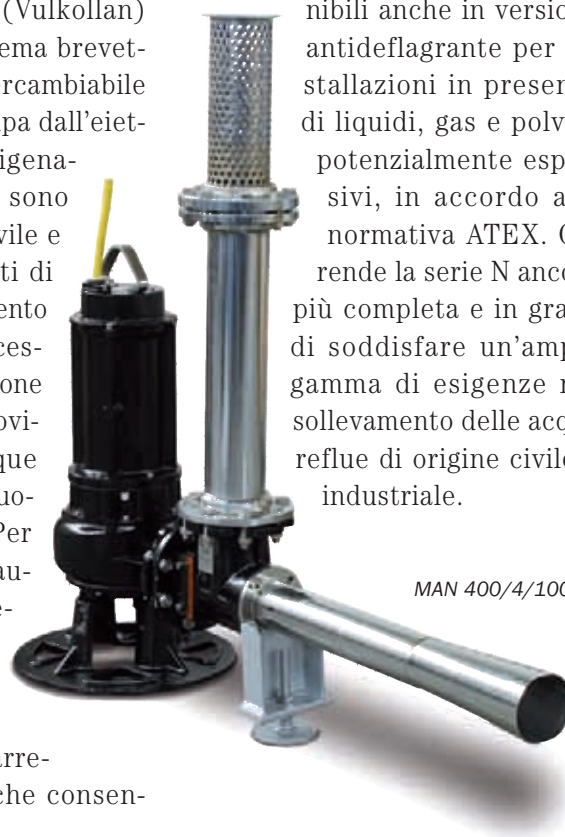 (Vulkollan)
ema brevet-
ercambiabile
pa dall'eiet-
igena-
sono
vile e
ti di
ento
ces-
one
ovi-
que
uo-
Per
au-
e-
arre-
che consen-
nibili anche in versio
antideflagrante per
stallazioni in presen
di liquidi, gas e polv
potenzialmente esp
sivi, in accordo a
normativa ATEX. C
rende la serie N anco
più completa e in gra
di soddisfare un'amp
gamma di esigenze n
sollevamento delle acq
reflue di origine civile
industriale.
MAN 400/4/100